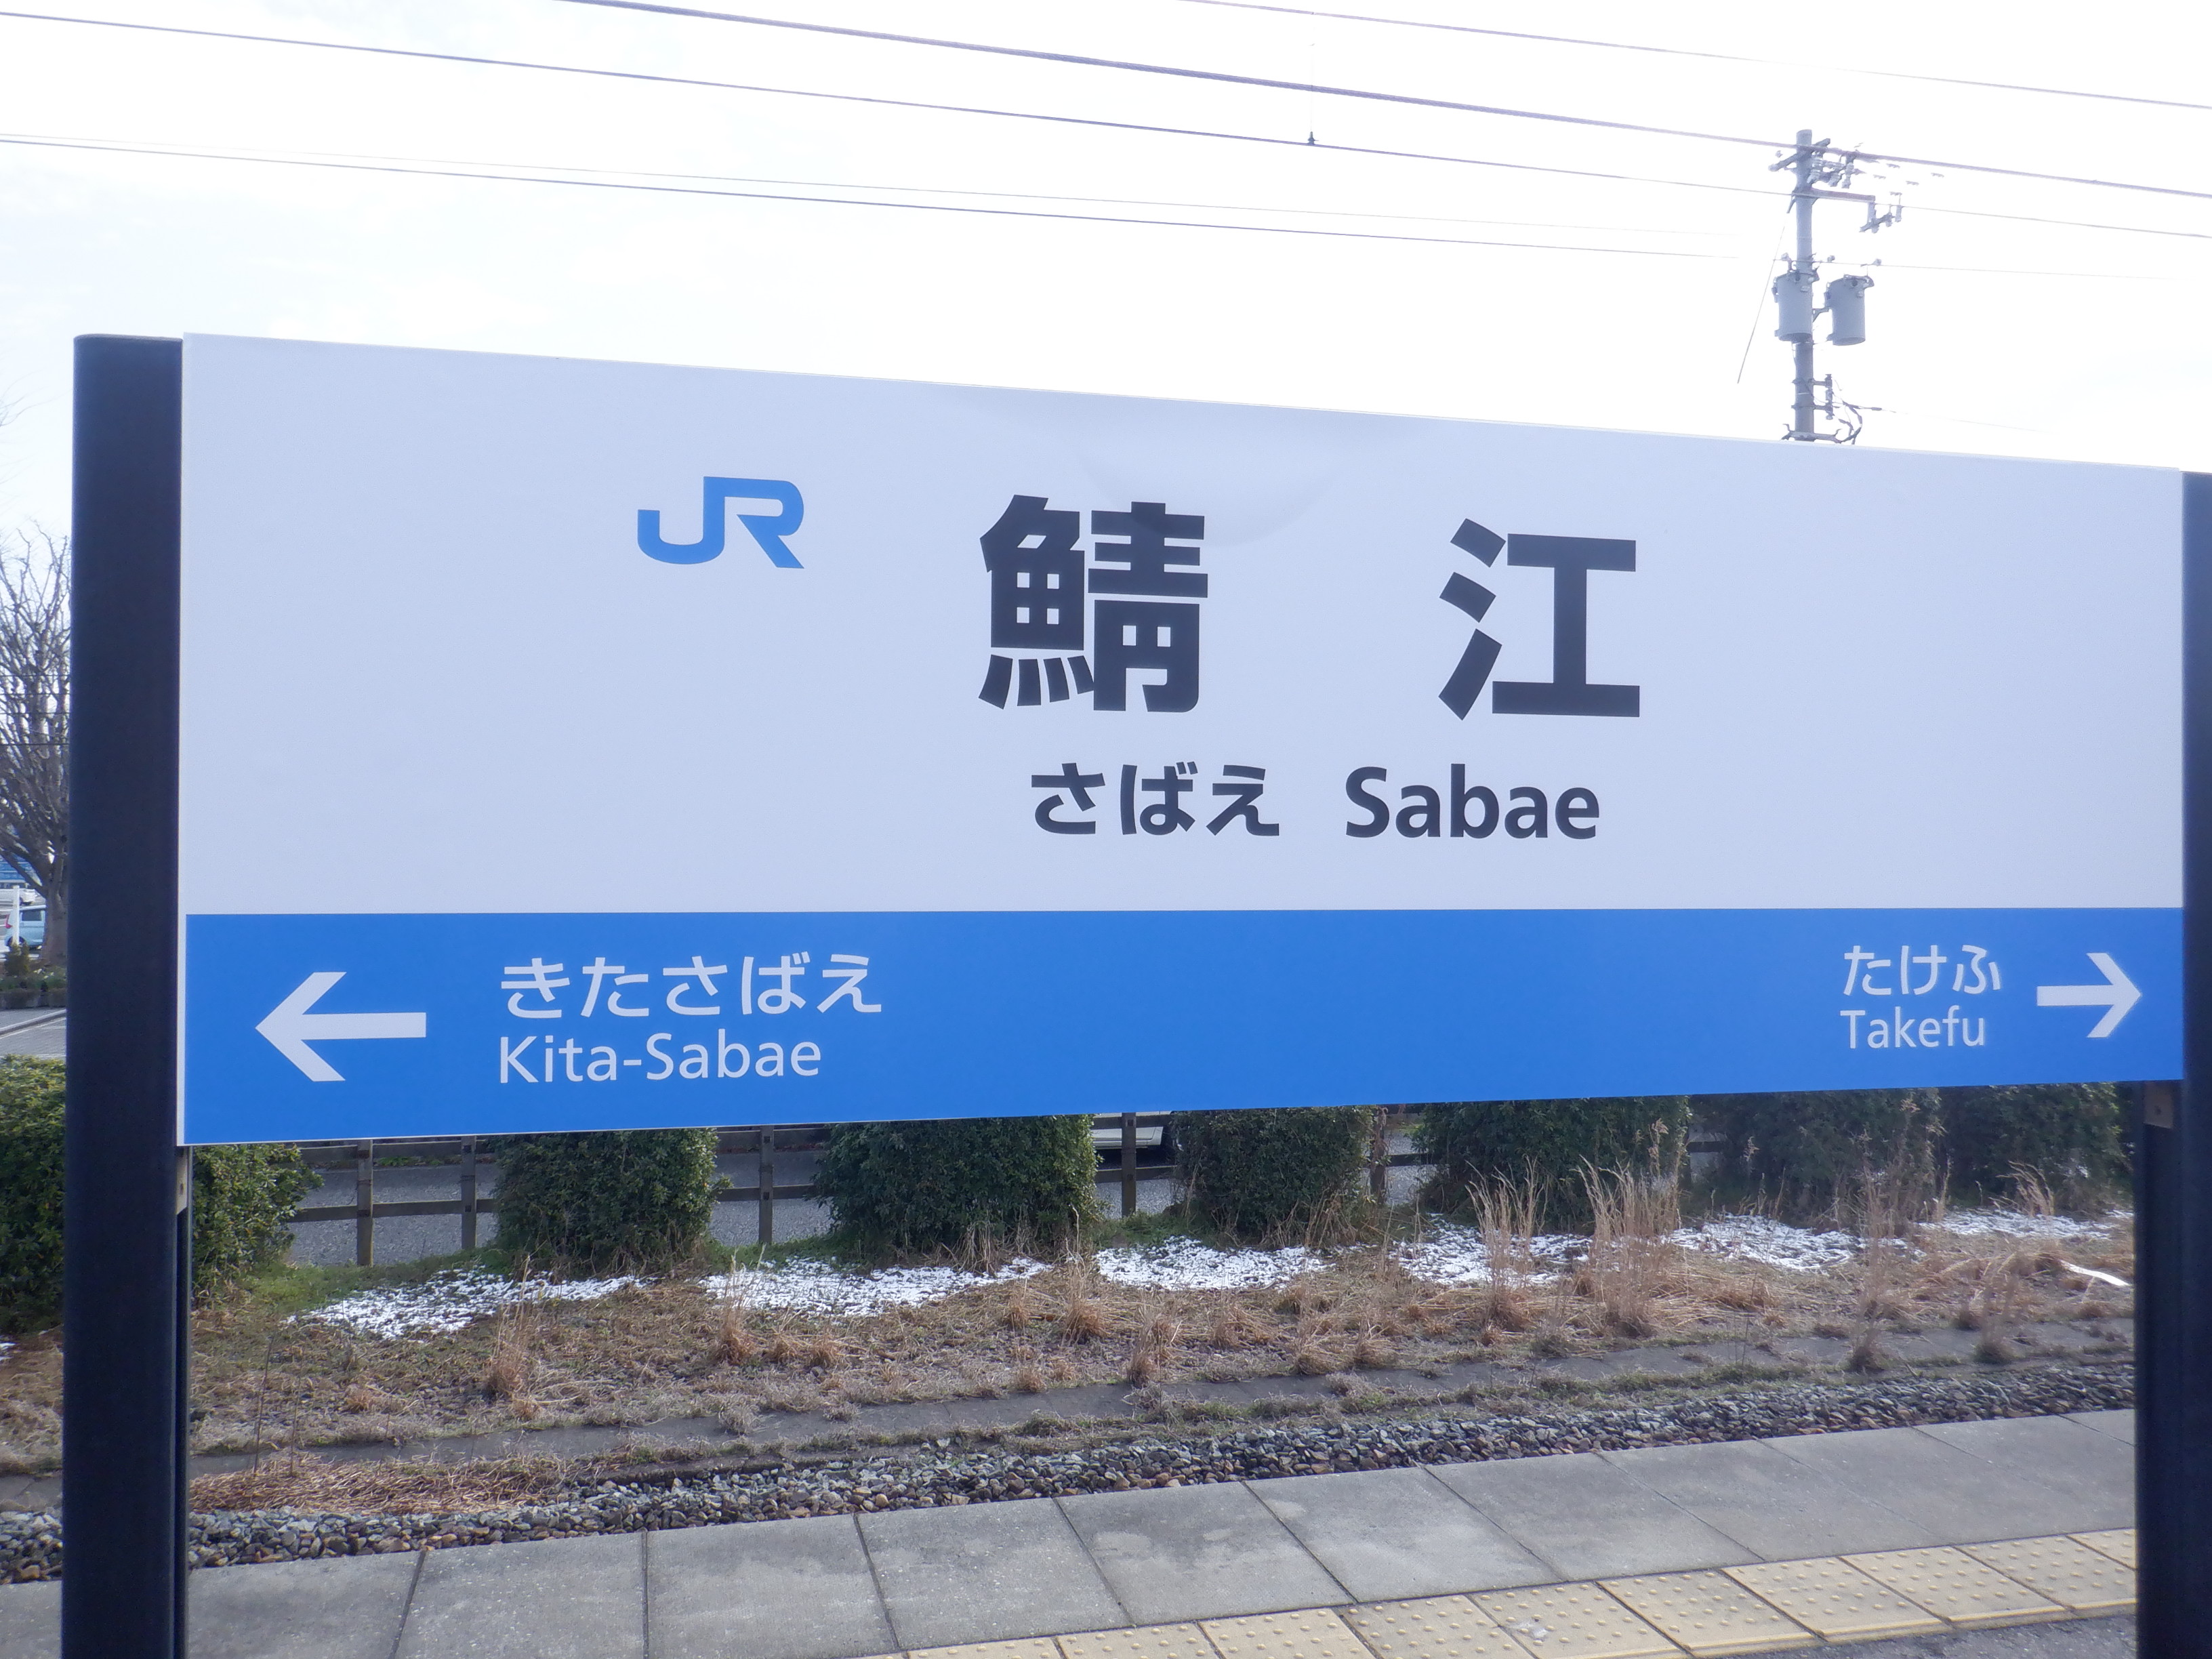 JR 鯖江
さばえ Sabae
きたさばえ
Kita-Sabae
たけふ
Takefu